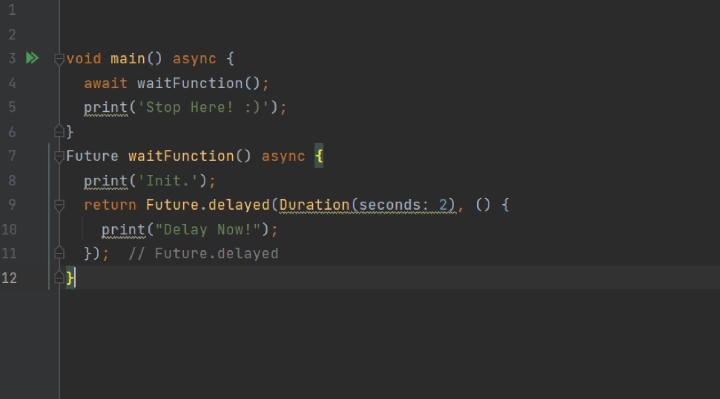 1
2
3 void main() async {
4 await waitFunction();
5 print('Stop Here! :)');
6 }
7 Future waitFunction() async {
8 print('Init.');
9 return Future.delayed(Duration(seconds: 2), () {
10 print("Delay Now!");
11 }); // Future.delayed
12 }